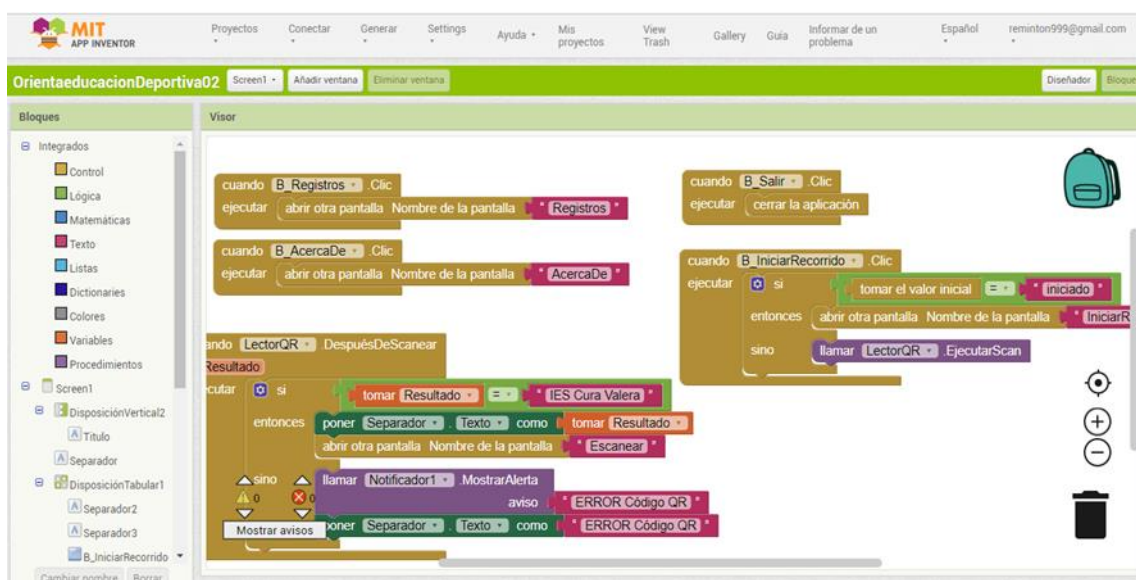 MIT
APP INVENTOR
Proyectos
Conectar
Generar
Settings
Ayuda
Mis proyectos
View Trash
Gallery
Guía
Informar de un problema
Español
reminton999@gmail.com
OrientaeducacionDeportiva02
Screen1
Añadir ventana
Eliminar ventana
Diseñador
Bloque
Bloques
Visor
Integrados
Control
Lógica
Matemáticas
Texto
Listas
Dictionaries
Colores
Variables
Procedimientos
Screen1
DisposiciónVertical2
Titulo
Separador
DisposiciónTabular1
Separador2
Separador3
B_IniciarRecorrido
Cambiar nombre
Borrar
cuando B_Registros .Clic
ejecutar abrir otra pantalla Nombre de la pantalla " Registros "
cuando B_AcercaDe .Clic
ejecutar abrir otra pantalla Nombre de la pantalla " AcercaDe "
ando LectorQR .DespuésDeScanear
Resultado
cutar si tomar Resultado = " IES Cura Valera "
entonces poner Separador . Texto como tomar Resultado
abrir otra pantalla Nombre de la pantalla " Escanear "
sino llamar Notificador1 .MostrarAlerta
aviso " ERROR Código QR "
poner Separador . Texto como " ERROR Código QR "
0 0
Mostrar avisos
cuando B_Salir .Clic
ejecutar cerrar la aplicación
cuando B_IniciarRecorrido .Clic
ejecutar si tomar el valor inicial = " iniciado "
entonces abrir otra pantalla Nombre de la pantalla " IniciarR
sino llamar LectorQR .EjecutarScan